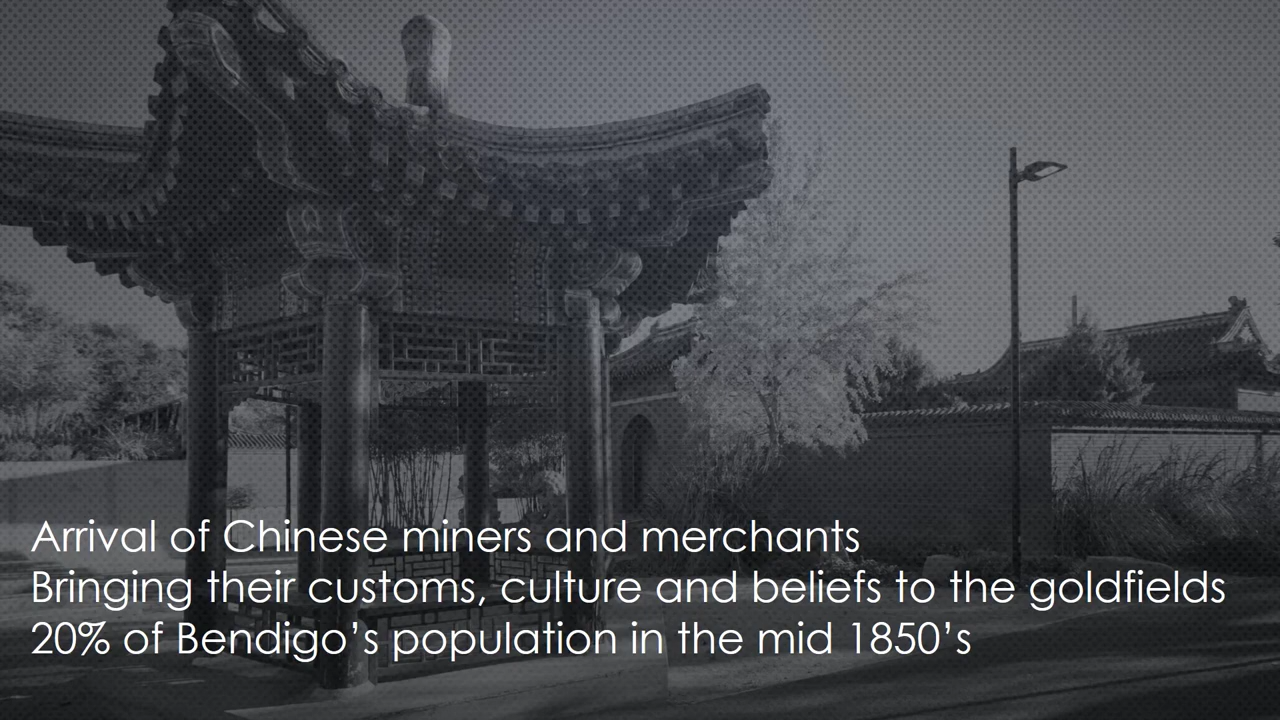 Arrival of Chinese miners and merchants
Bringing their customs, culture and beliefs to the goldfields
20% of Bendigo’s population in the mid 1850’s